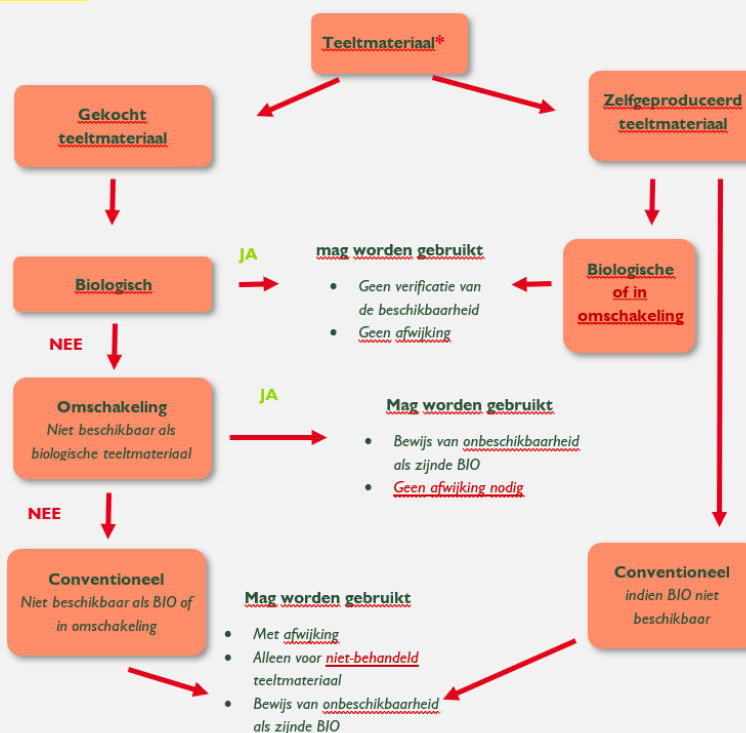 Teeltmateriaal*
Gekocht
teeltmateriaal
Zelfgeproduceerd
teeltmateriaal
Biologisch
JA
mag worden gebruikt
• Geen verificatie van
de beschikbaarheid
• Geen afwijking
Biologische
of in
omschakeling
NEE
Omschakeling
Niet beschikbaar als
biologische teeltmateriaal
JA
Mag worden gebruikt
• Bewijs van onbeschikbaarheid
als zijnde BIO
• Geen afwijking nodig
NEE
Conventioneel
Niet beschikbaar als BIO of
in omschakeling
Mag worden gebruikt
• Met afwijking
• Alleen voor niet-behandeld
teeltmateriaal
• Bewijs van onbeschikbaarheid
als zijnde BIO
Conventioneel
indien BIO niet
beschikbaar